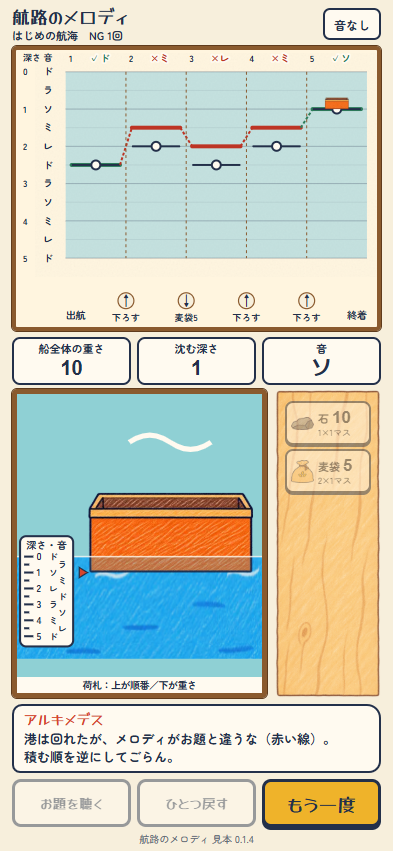 航路のメロディ
はじめの航海 NG 1回
音なし
深さ 音 1 ✓ド 2 ×ミ 3 ×レ 4 ×ミ 5 ✓ソ
0 ド
ラ
1 ソ
ミ
2 レ
ド
3 ラ
ソ
4 ミ
レ
5 ド
出航 下ろす 麦袋5 下ろす 下ろす 終着
船全体の重さ
10
沈む深さ
1
音
ソ
石 10
1×1マス
麦袋 5
2×1マス
深さ・音
0 ド
ラ
1 ソ
ミ
2 レ
ド
3 ラ
ソ
4 ミ
レ
5 ド
荷札：上が順番／下が重さ
アルキメデス
港は回れたが、メロディがお題と違うな（赤い線）。
積む順を逆にしてごらん。
お題を聴く
ひとつ戻す
もう一度
航路のメロディ 見本 0.1.4